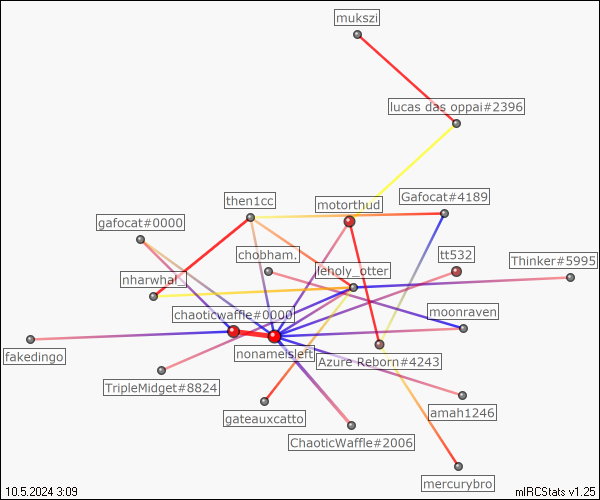 mukszi
lucas das oppai#2396
then1cc
motorthud
Gafocat#4189
gafocat#0000
chobham.
tt532
Thinker#5995
leholy_otter
nharwhal_
chaoticwaffle#0000
moonraven
fakedingo
nonameisleft
Azure Reborn#4243
TripleMidget#8824
gateauxcatto
amah1246
ChaoticWaffle#2006
mercurybro
10.5.2024 3:09
mIRCStats v1.25